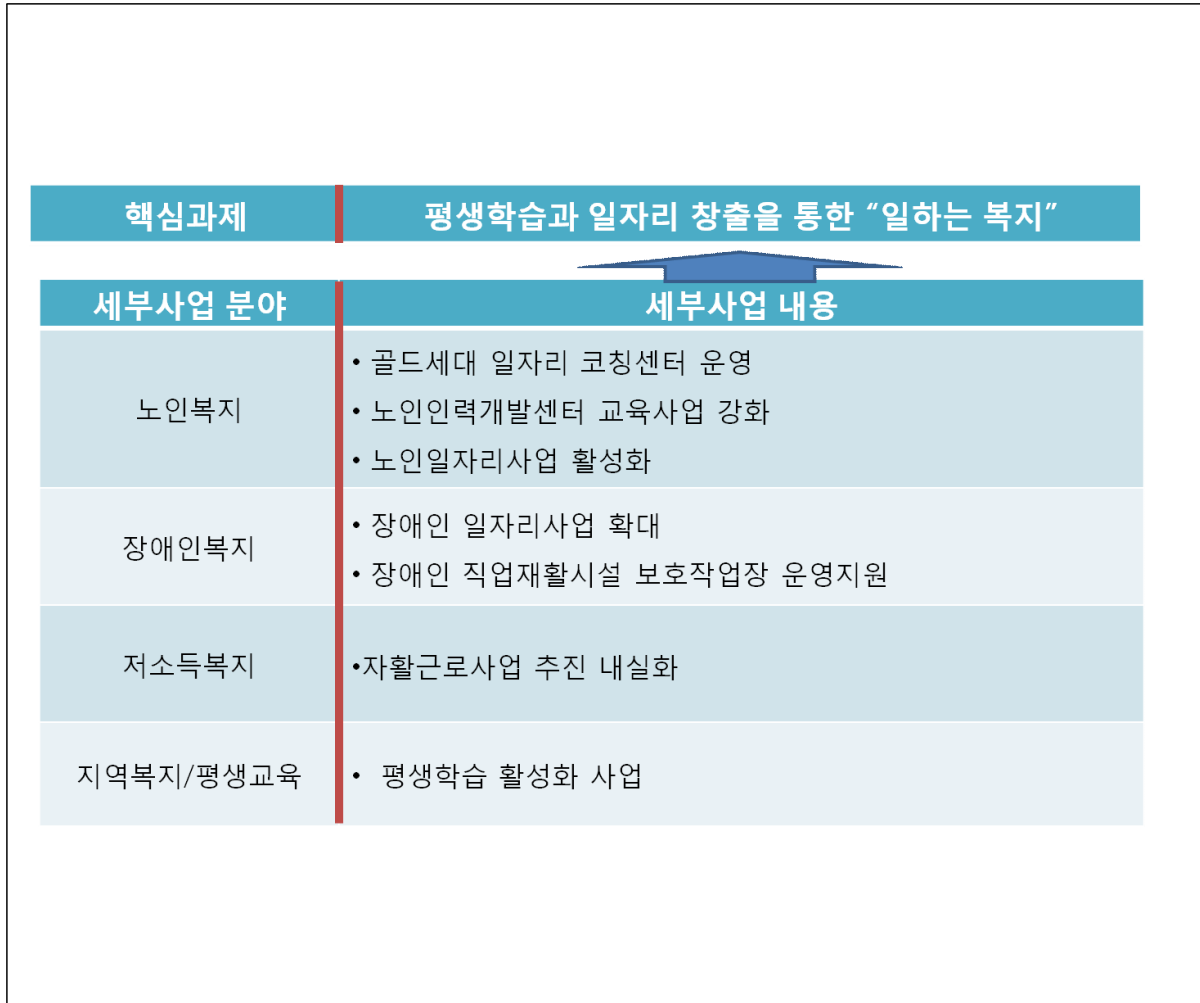 핵심과제
평생학습과 일자리 창출을 통한 “일하는 복지”
세부사업 분야
세부사업 내용
노인복지
• 골드세대 일자리 코칭센터 운영
• 노인인력개발센터 교육사업 강화
• 노인일자리사업 활성화
장애인복지
• 장애인 일자리사업 확대
• 장애인 직업재활시설 보호작업장 운영지원
저소득복지
•자활근로사업 추진 내실화
지역복지/평생교육
• 평생학습 활성화 사업